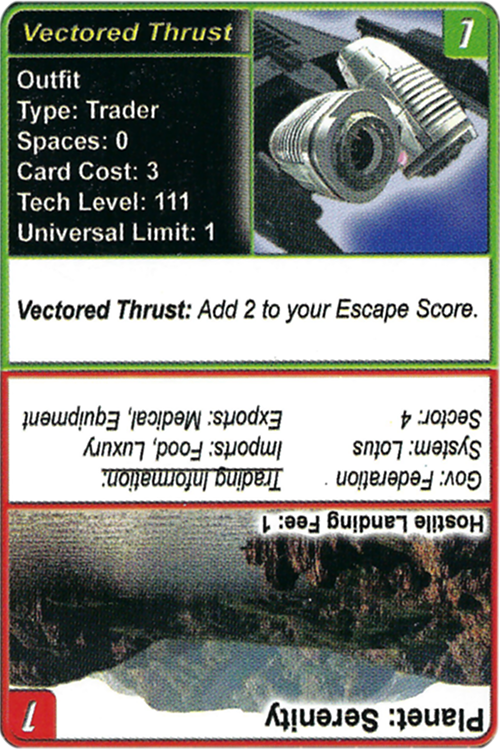 Vectored Thrust
1
Outfit
Type: Trader
Spaces: 0
Card Cost: 3
Tech Level: 111
Universal Limit: 1
Vectored Thrust: Add 2 to your Escape Score.
Planet: Serenity
1
Hostile Landing Fee: 1
Gov: Federation
System: Lotus
Sector: 4
Trading Information:
Imports: Food, Luxury
Exports: Medical, Equipment